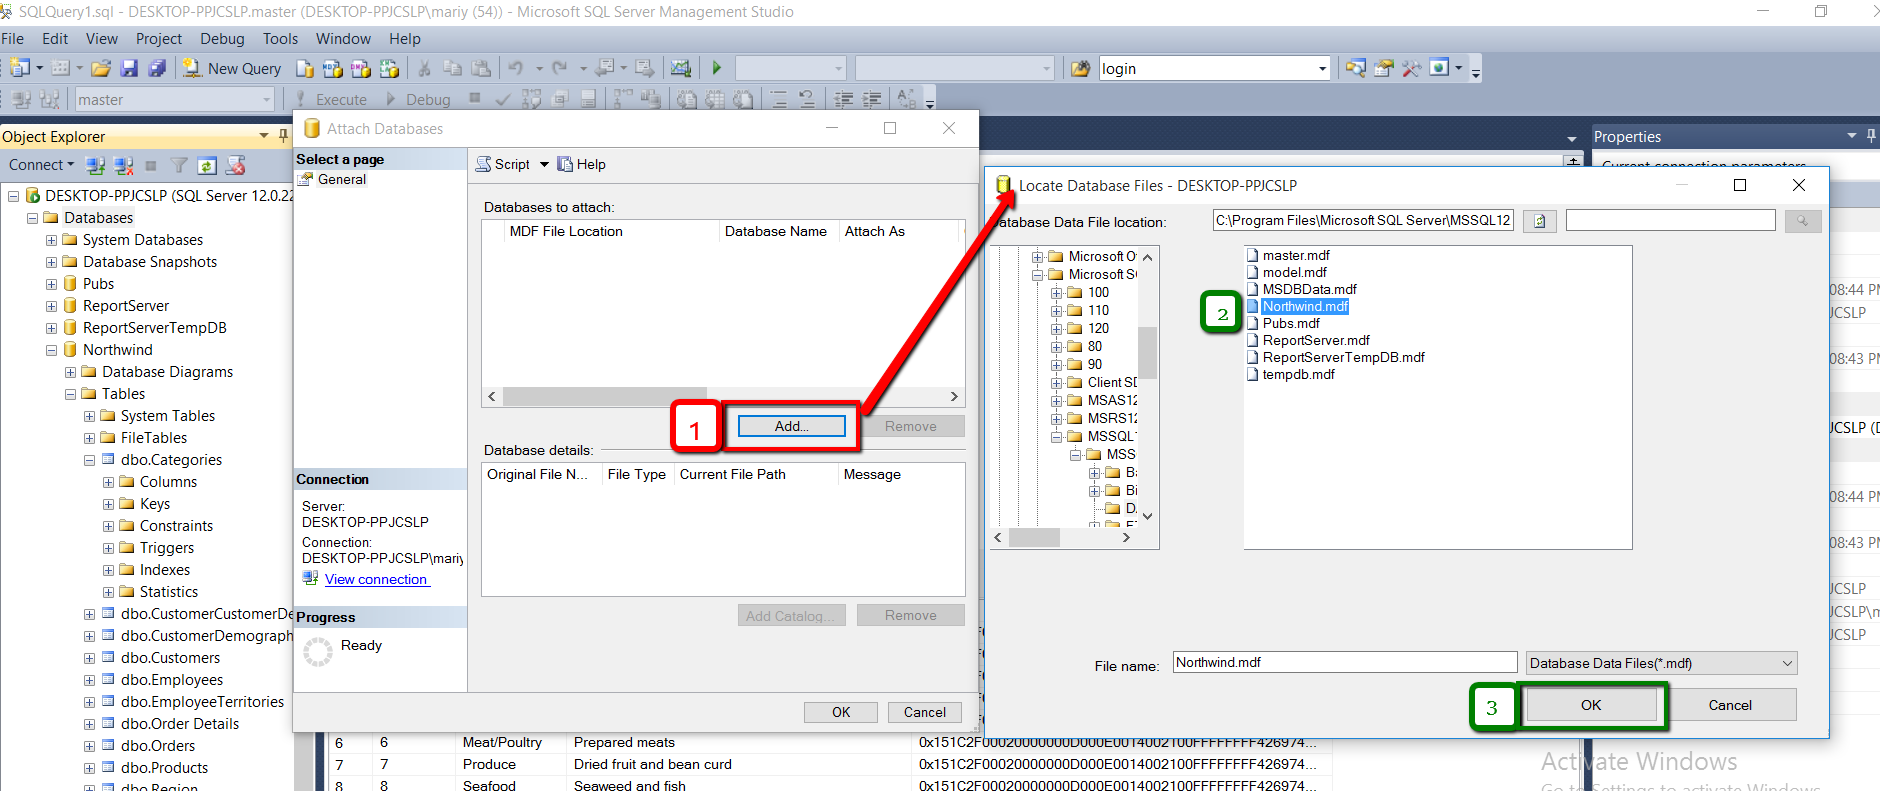 SQLQuery1.sql - DESKTOP-PPJCSLP.master (DESKTOP-PPJCSLP\mariy (54)) - Microsoft SQL Server Management Studio
File Edit View Project Debug Tools Window Help
New Query
login
master
Execute
Debug
Object Explorer
Connect
DESKTOP-PPJCSLP (SQL Server 12.0.22
Databases
System Databases
Database Snapshots
Pubs
ReportServer
ReportServerTempDB
Northwind
Database Diagrams
Tables
System Tables
FileTables
dbo.Categories
Columns
Keys
Constraints
Triggers
Indexes
Statistics
dbo.CustomerCustomerDe
dbo.CustomerDemograph
dbo.Customers
dbo.Employees
dbo.EmployeeTerritories
dbo.Order Details
dbo.Orders
dbo.Products
dbo.Region
Attach Databases
Select a page
General
Script
Help
Databases to attach:
MDF File Location Database Name Attach As
1
Add...
Remove
Database details:
Original File N... File Type Current File Path Message
Connection
Server:
DESKTOP-PPJCSLP
Connection:
DESKTOP-PPJCSLP\mariy
View connection
Progress
Ready
Add Catalog...
Remove
OK
Cancel
6 6 Meat/Poultry Prepared meats 0x151C2F00020000000D000E0014002100FFFFFFFF426974...
7 7 Produce Dried fruit and bean curd 0x151C2F00020000000D000E0014002100FFFFFFFF426974...
8 8 Seafood Seaweed and fish 0x151C2F00020000000D000E0014002100FFFFFFFF426974...
Properties
Current connection parameters
Locate Database Files - DESKTOP-PPJCSLP
Database Data File location:
C:\Program Files\Microsoft SQL Server\MSSQL12
Microsoft Of
Microsoft SC
100
110
120
80
90
Client SD
MSAS12
MSRS12
MSSQL1
MSS
Ba
Bi
master.mdf
model.mdf
MSDBData.mdf
2
Northwind.mdf
Pubs.mdf
ReportServer.mdf
ReportServerTempDB.mdf
tempdb.mdf
File name:
Northwind.mdf
Database Data Files(*.mdf)
3
OK
Cancel
08:44 PM
JCSLP
08:43 PM
JCSLP (D
08:44 PM
08:43 PM
JCSLP
JCSLP\m
JCSLP
Activate Windows
Go to Settings to activate Windows